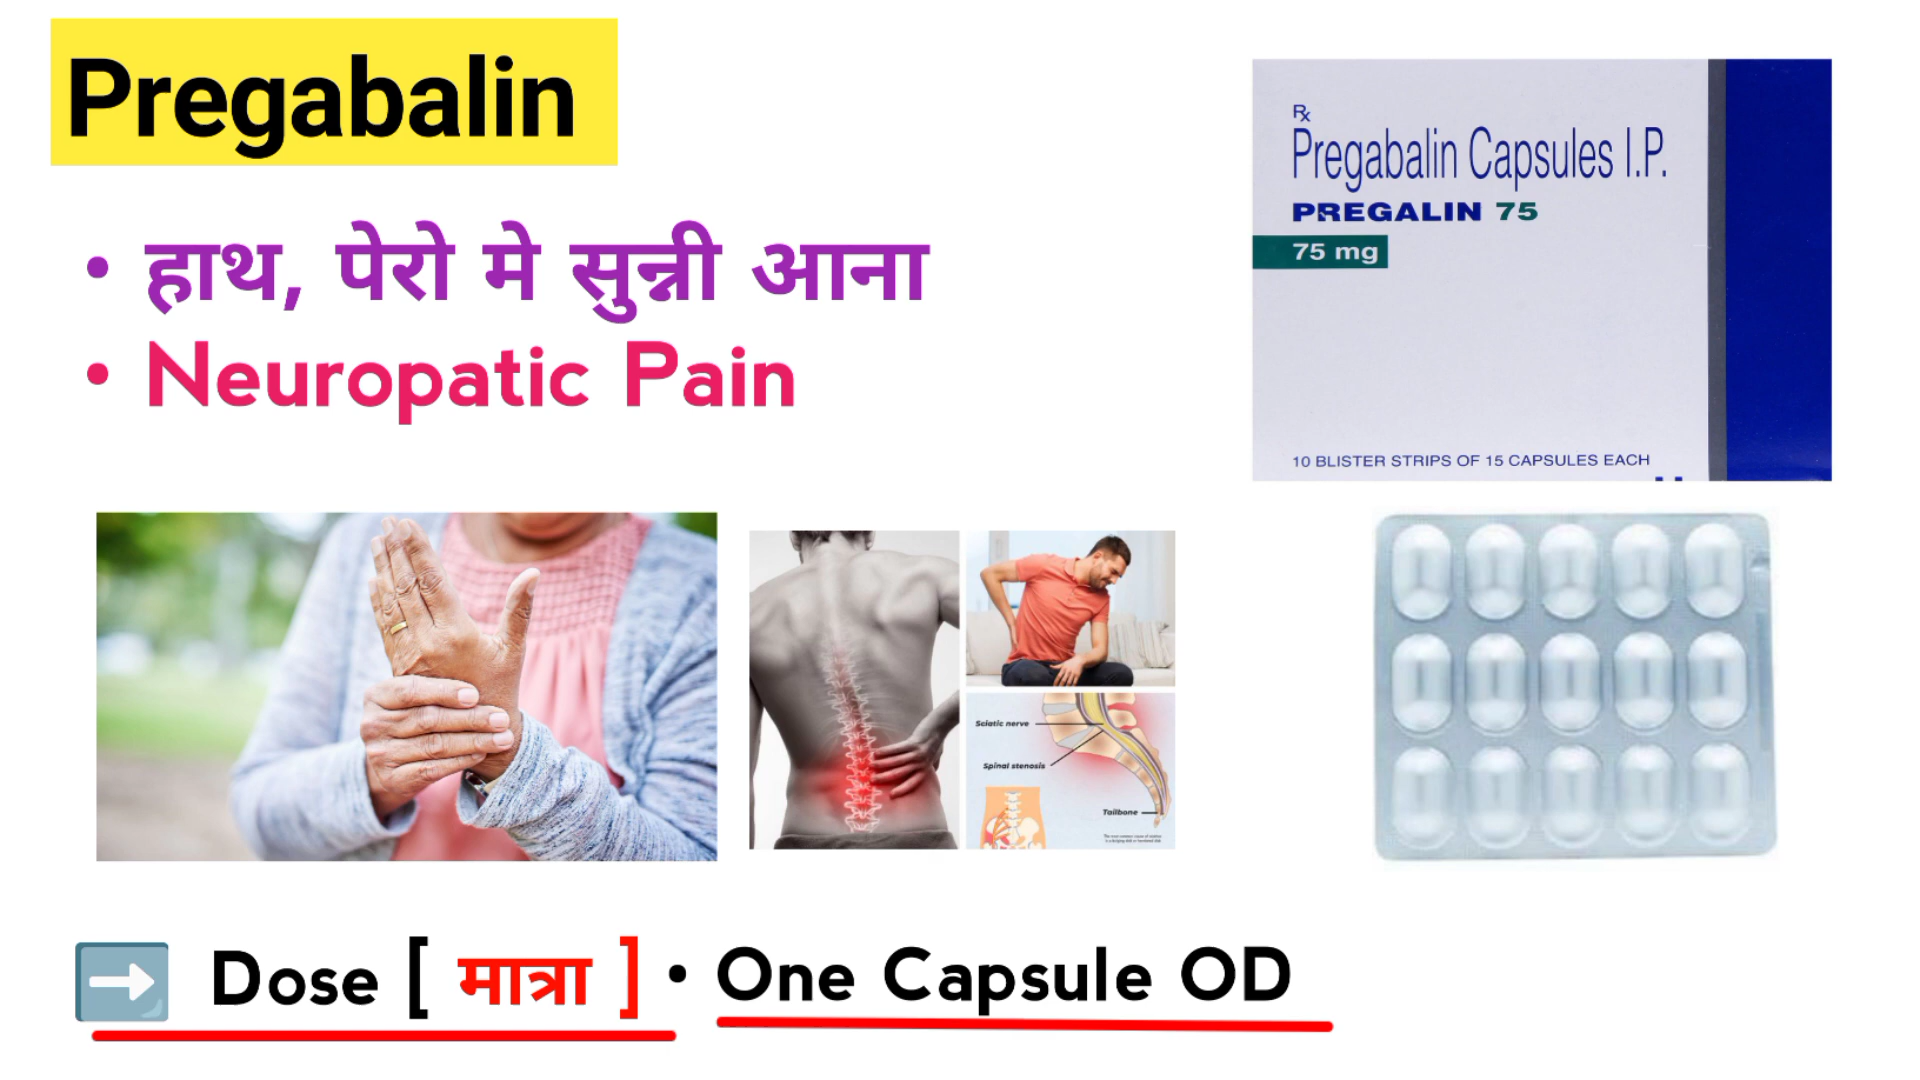 Pregabalin
• हाथ, पेरो मे सुन्नी आना
• Neuropatic Pain
Rx
Pregabalin Capsules I.P.
PREGALIN 75
75 mg
10 BLISTER STRIPS OF 15 CAPSULES EACH
Sciatic nerve
Spinal stenosis
Tailbone
➡ Dose [ मात्रा ] • One Capsule OD